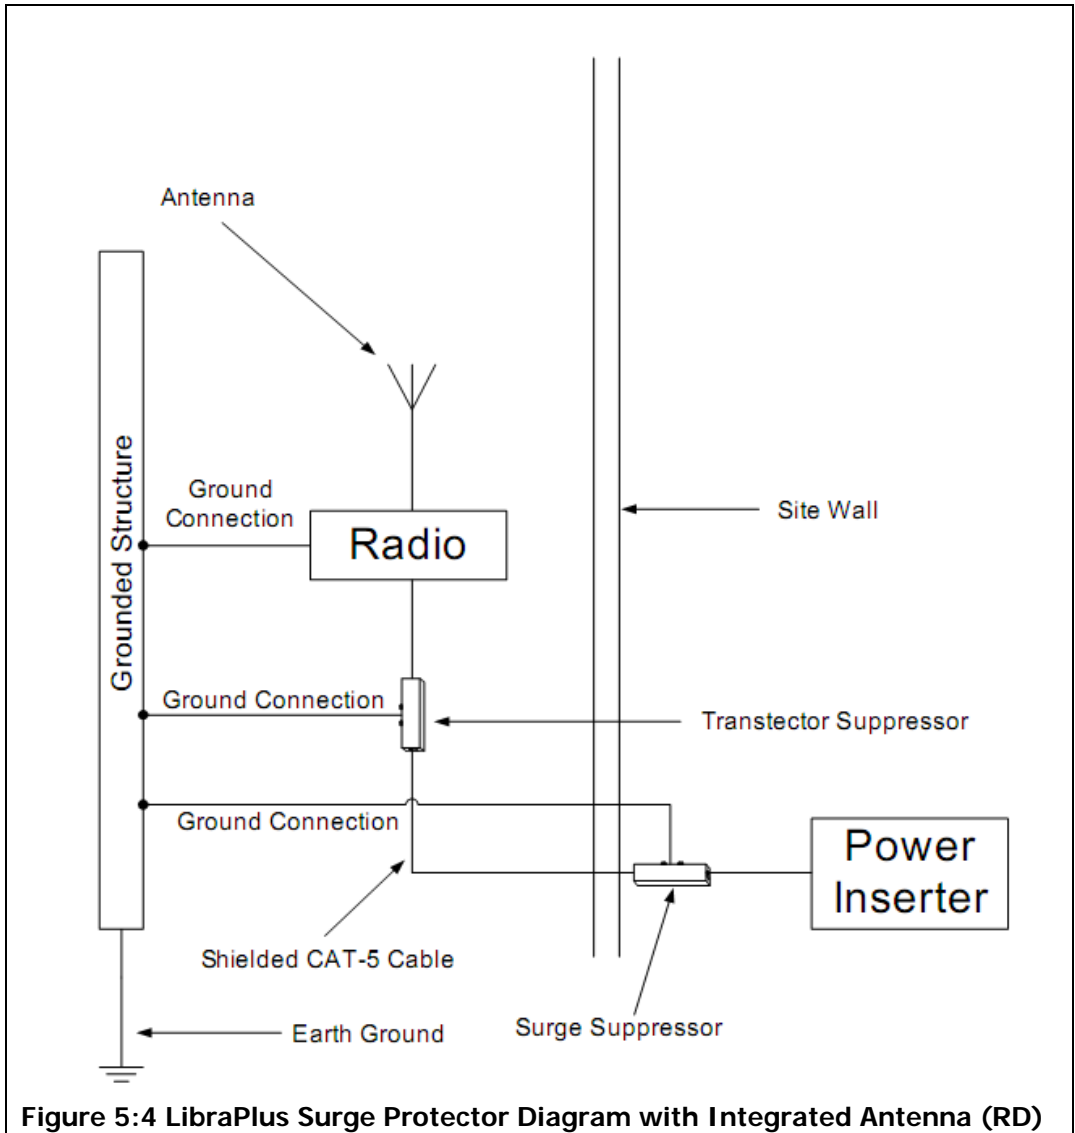 Antenna
Grounded Structure
Ground
Connection
Radio
Site Wall
Ground Connection
Transtector Suppressor
Ground Connection
Power
Inserter
Shielded CAT-5 Cable
Surge Suppressor
Earth Ground
Figure 5:4 LibraPlus Surge Protector Diagram with Integrated Antenna (RD)